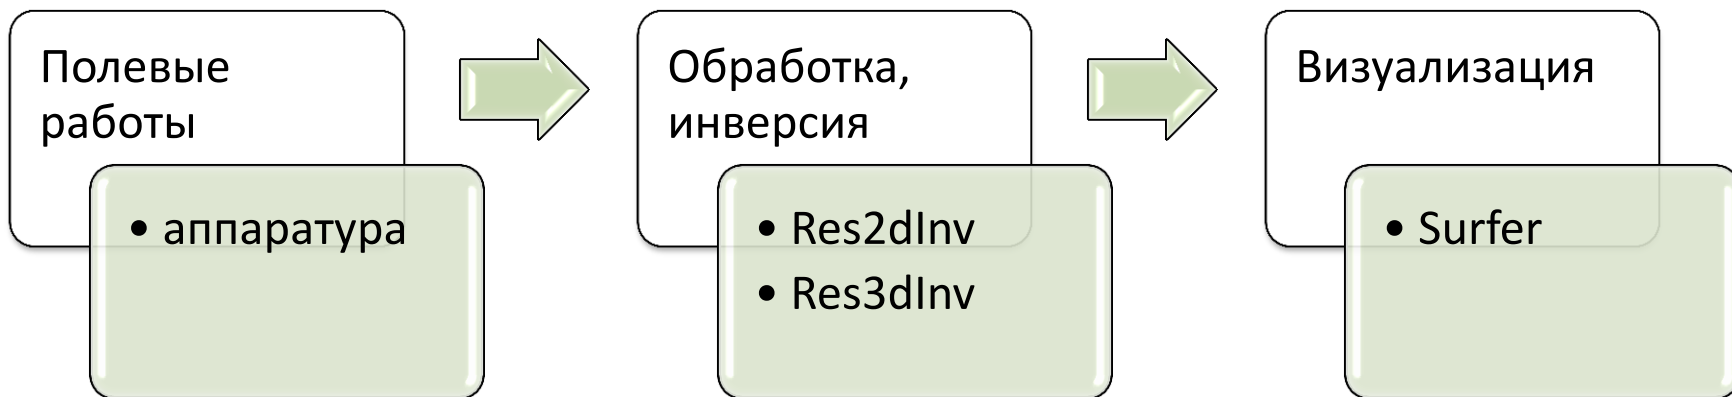 Полевые
работы
• аппаратура
Обработка,
инверсия
• Res2dInv
• Res3dInv
Визуализация
• Surfer